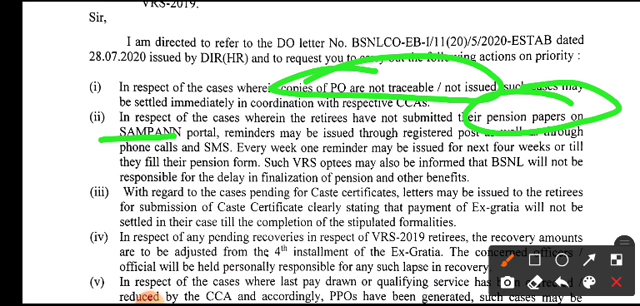 VRS-2019.
Sir,
I am directed to refer to the DO letter No. BSNLCO-EB-I/11(20)/5/2020-ESTAB dated
28.07.2020 issued by DIR(HR) and to request you to carry out the following actions on priority :
(i) In respect of the cases wherein copies of PO are not traceable / not issued such cases may
be settled immediately in coordination with respective CCAs.
(ii) In respect of the cases wherein the retirees have not submitted their pension papers on
SAMPANN portal, reminders may be issued through registered post as well as through
phone calls and SMS. Every week one reminder may be issued for next four weeks or till
they fill their pension form. Such VRS optees may also be informed that BSNL will not be
responsible for the delay in finalization of pension and other benefits.
(iii) With regard to the cases pending for Caste certificates, letters may be issued to the retirees
for submission of Caste Certificate clearly stating that payment of Ex-gratia will not be
settled in their case till the completion of the stipulated formalities.
(iv) In respect of any pending recoveries in respect of VRS-2019 retirees, the recovery amounts
are to be adjusted from the 4th installment of the Ex-Gratia. The concerned officers /
official will be held personally responsible for any such lapse in recovery.
(v) In respect of the cases where last pay drawn or qualifying service has
reduced by the CCA and accordingly, PPOs have been generated, such cases may be